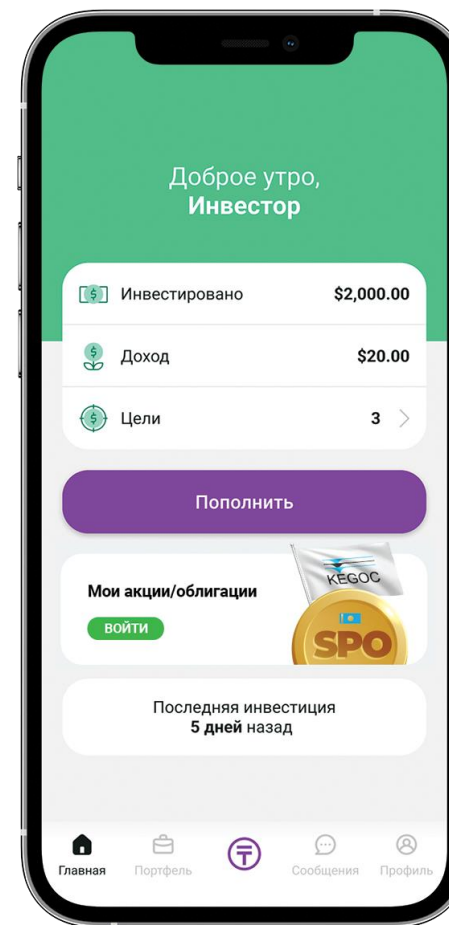 Доброе утро,
Инвестор
Инвестировано $2,000.00
Доход $20.00
Цели 3
Пополнить
KEGOC
Мои акции/облигации
ВОЙТИ
SPO
Последняя инвестиция
5 дней назад
Главная Портфель Сообщения Профиль